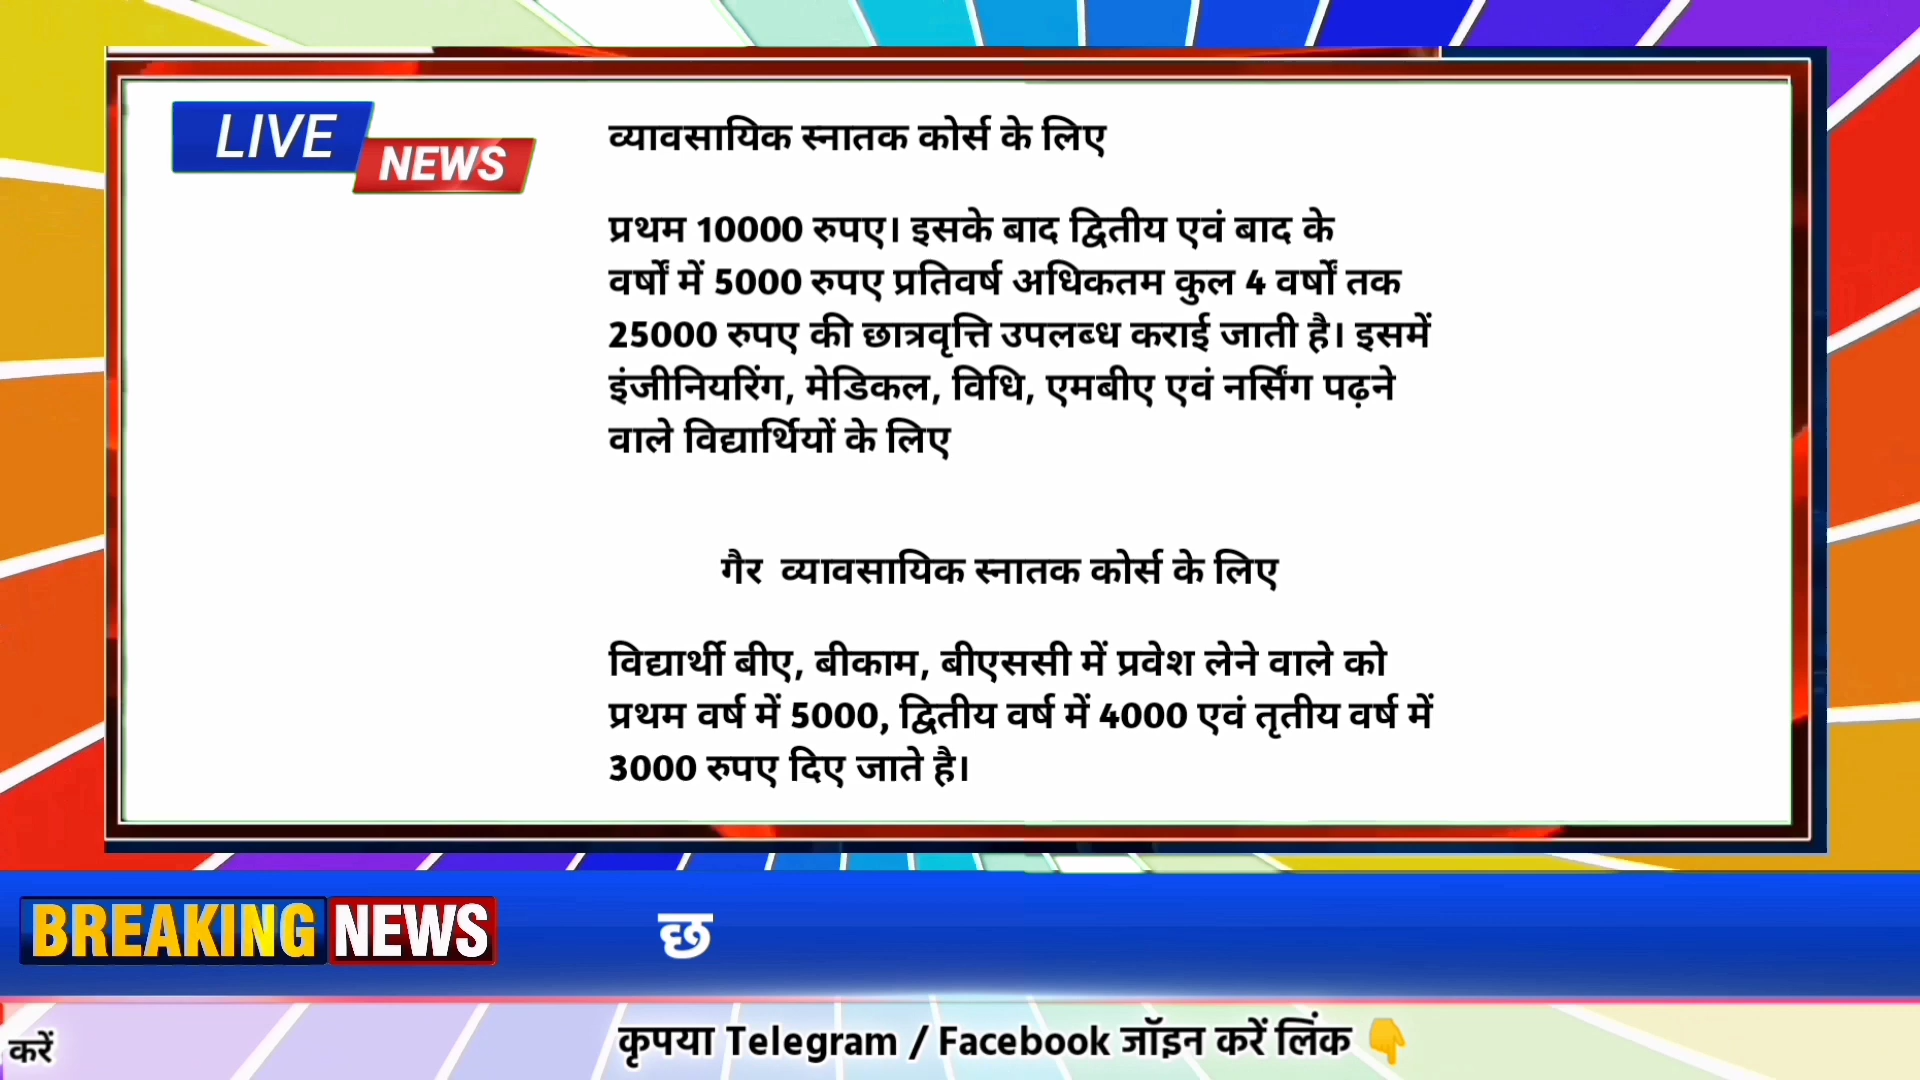 LIVE
NEWS
व्यावसायिक स्नातक कोर्स के लिए
प्रथम 10000 रुपए। इसके बाद द्वितीय एवं बाद के
वर्षों में 5000 रुपए प्रतिवर्ष अधिकतम कुल 4 वर्षों तक
25000 रुपए की छात्रवृत्ति उपलब्ध कराई जाती है। इसमें
इंजीनियरिंग, मेडिकल, विधि, एमबीए एवं नर्सिंग पढ़ने
वाले विद्यार्थियों के लिए
गैर व्यावसायिक स्नातक कोर्स के लिए
विद्यार्थी बीए, बीकाम, बीएससी में प्रवेश लेने वाले को
प्रथम वर्ष में 5000, द्वितीय वर्ष में 4000 एवं तृतीय वर्ष में
3000 रुपए दिए जाते है।
BREAKING NEWS
छ
करें
कृपया Telegram / Facebook जॉइन करें लिंक 👇